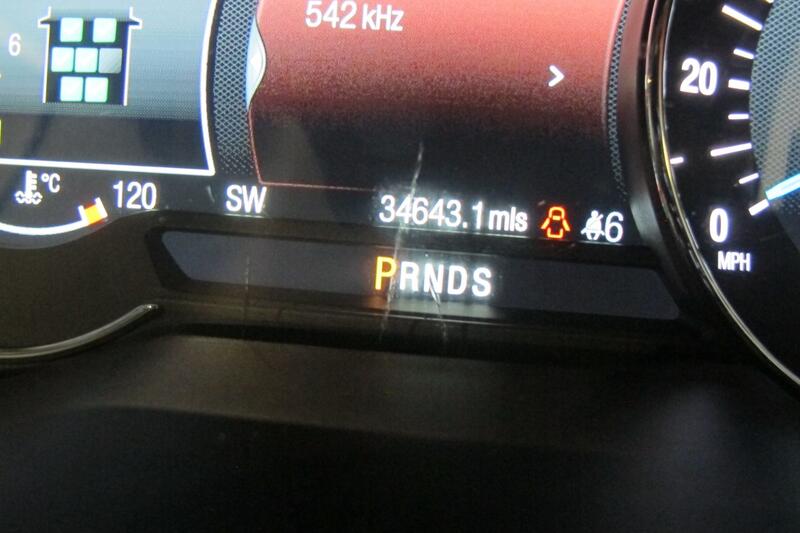 542 kHz
6
20
°C
120
SW
34643.1 mls
6
0
MPH
PRNDS